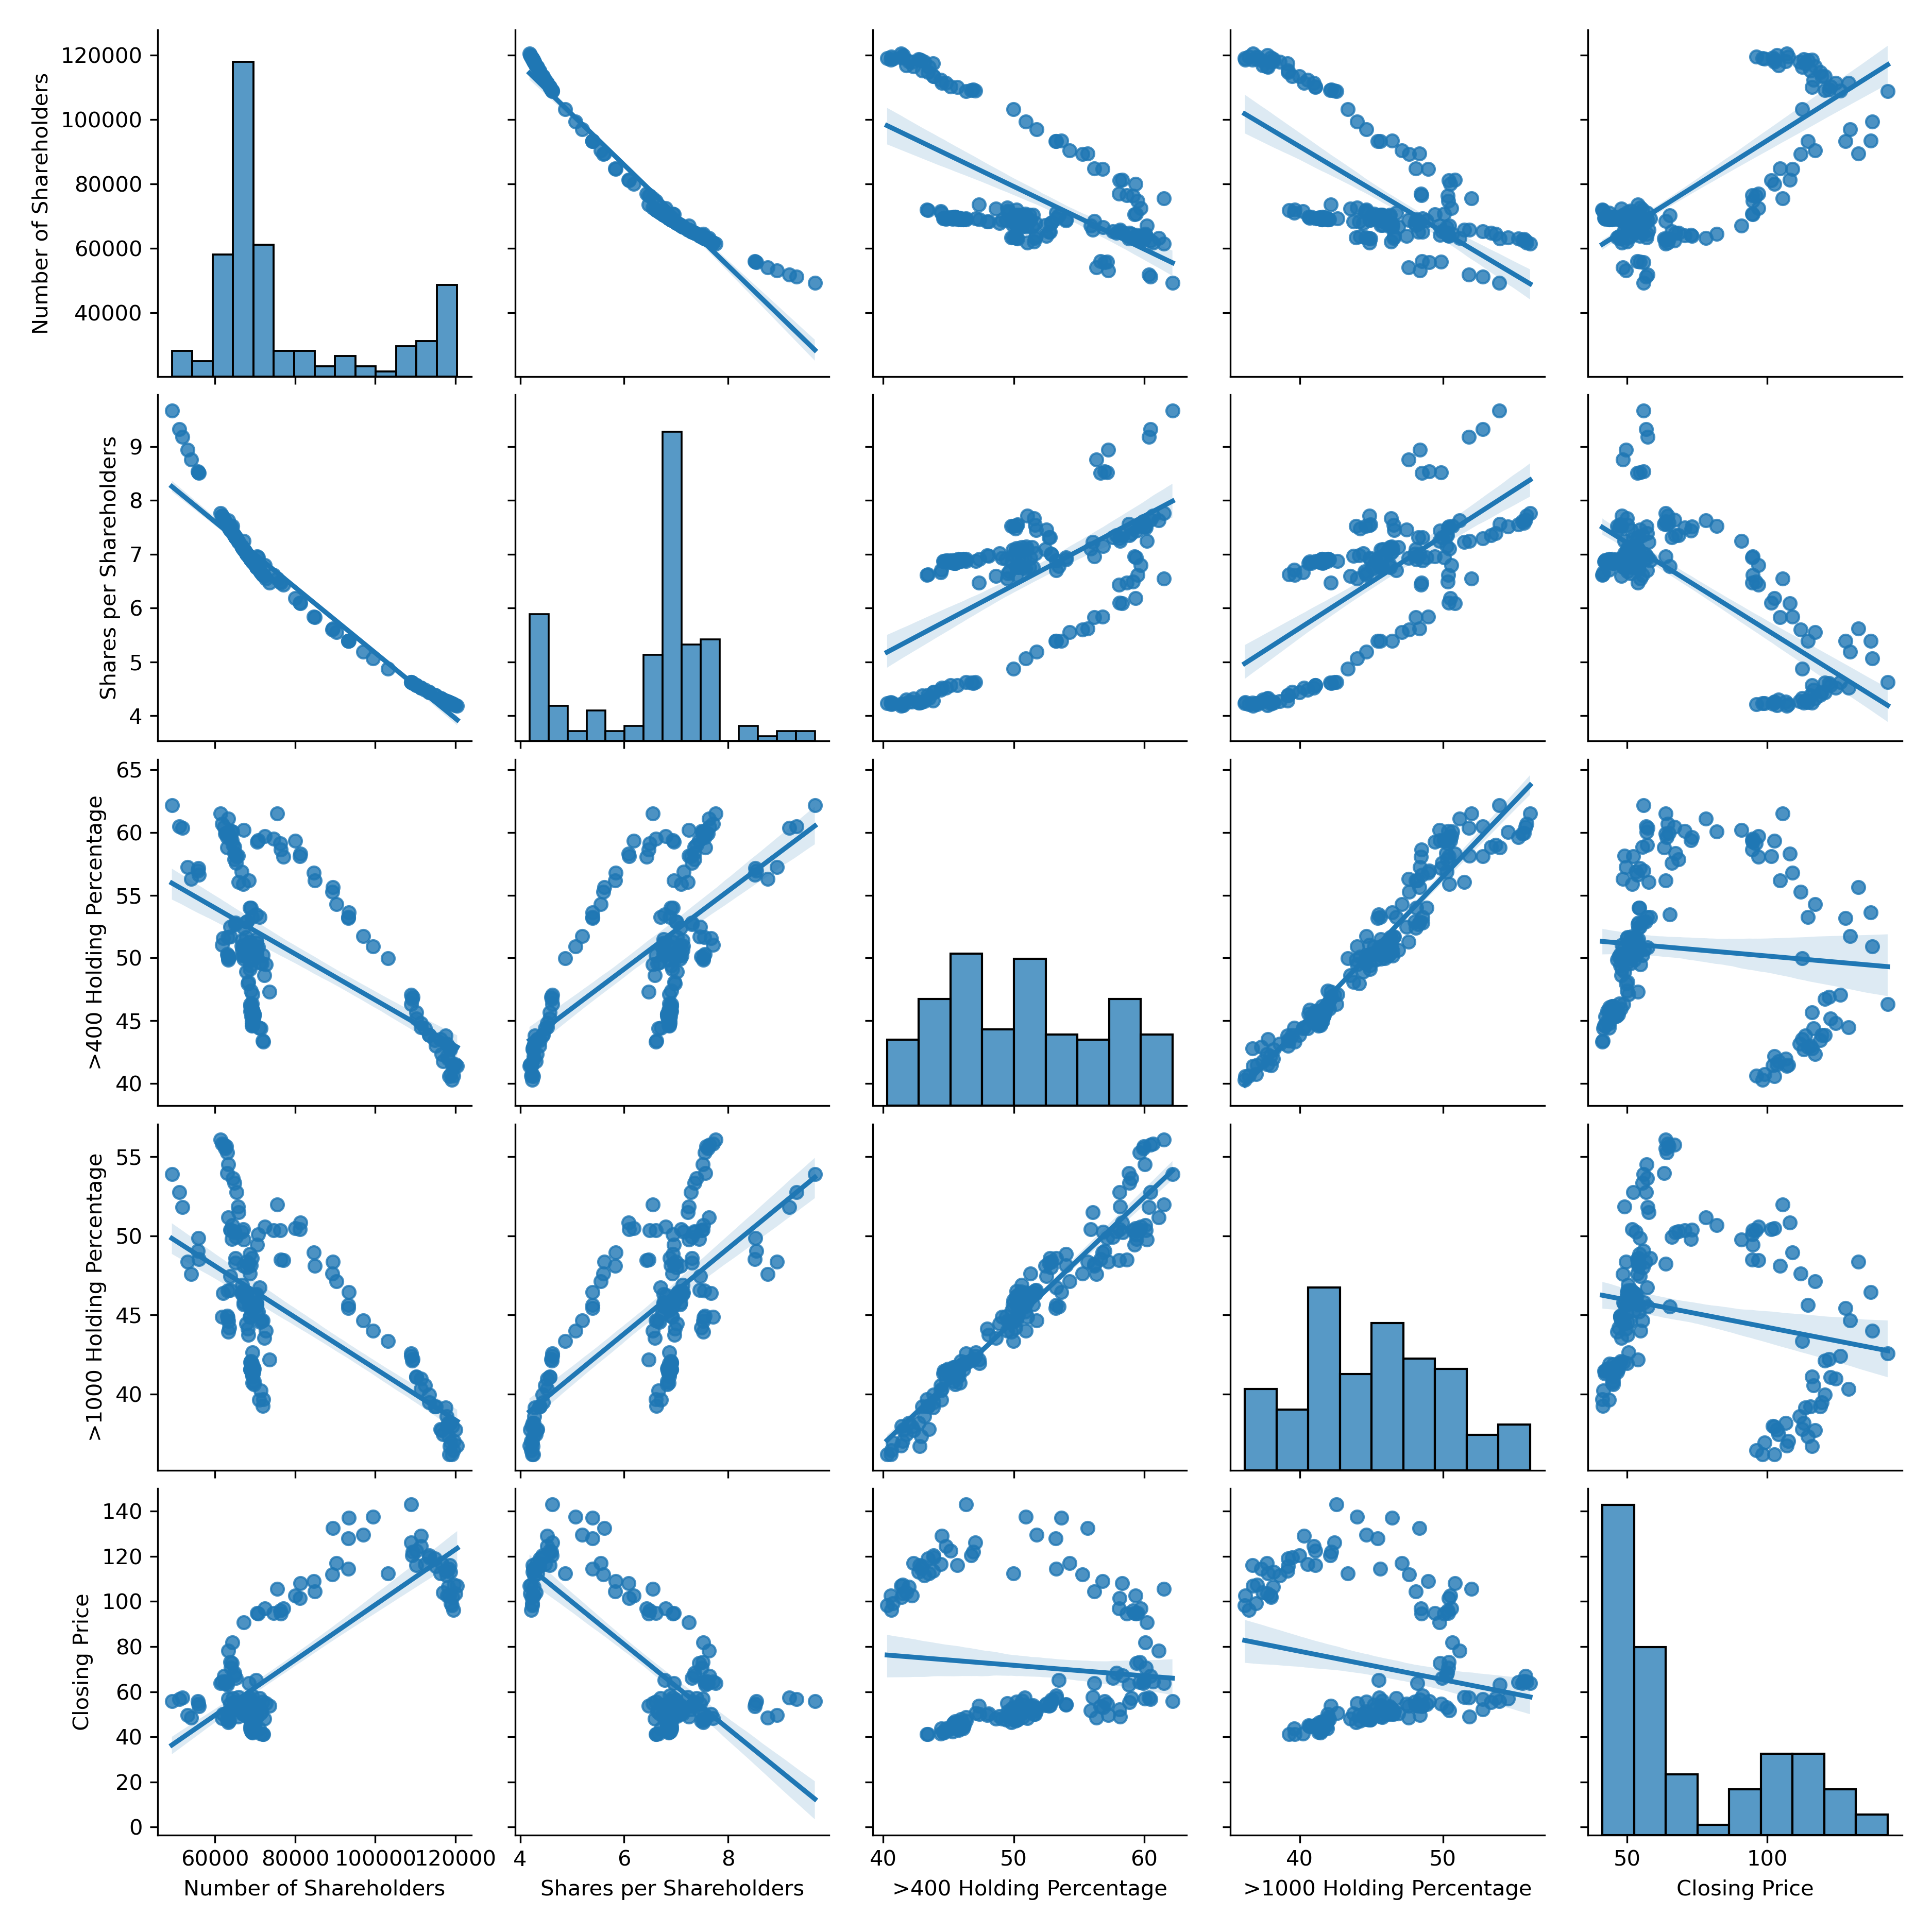 Number of Shareholders
120000
100000
80000
60000
40000
Shares per Shareholders
9
8
7
6
5
4
>400 Holding Percentage
65
60
55
50
45
40
>1000 Holding Percentage
55
50
45
40
Closing Price
140
120
100
80
60
40
20
0
60000 80000 100000 120000
4 6 8
40 50 60
40 50
50 100
Number of Shareholders
Shares per Shareholders
>400 Holding Percentage
>1000 Holding Percentage
Closing Price